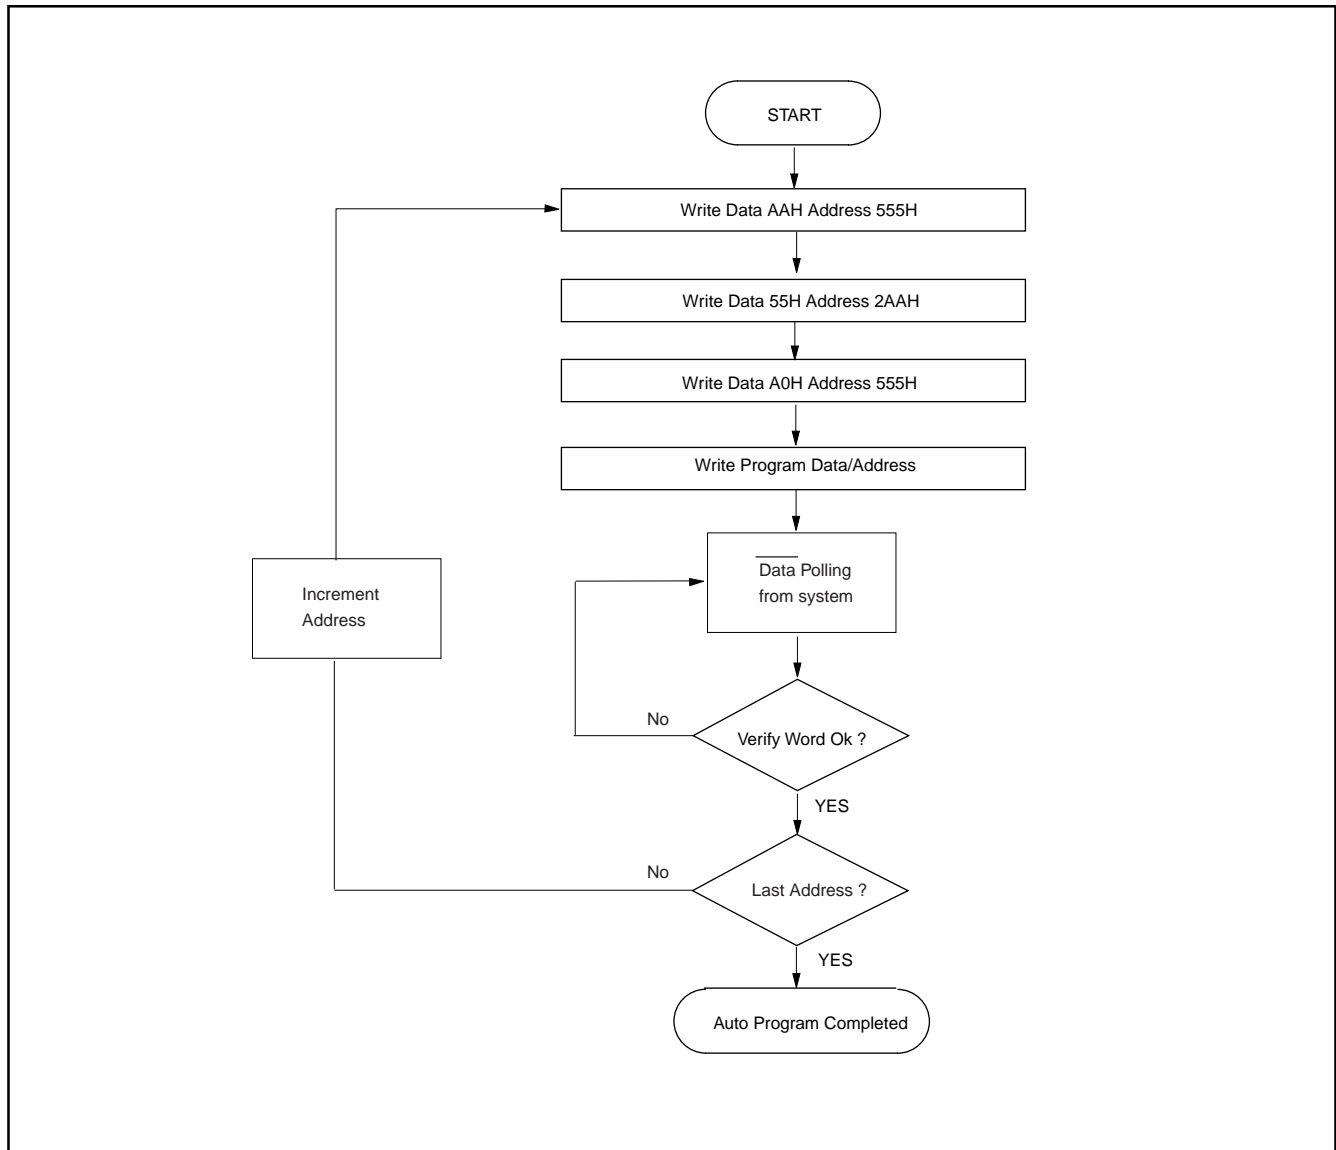 START
Write Data AAH Address 555H
Write Data 55H Address 2AAH
Write Data A0H Address 555H
Write Program Data/Address
Data Polling
from system
Increment
Address
No
Verify Word Ok ?
YES
No
Last Address ?
YES
Auto Program Completed